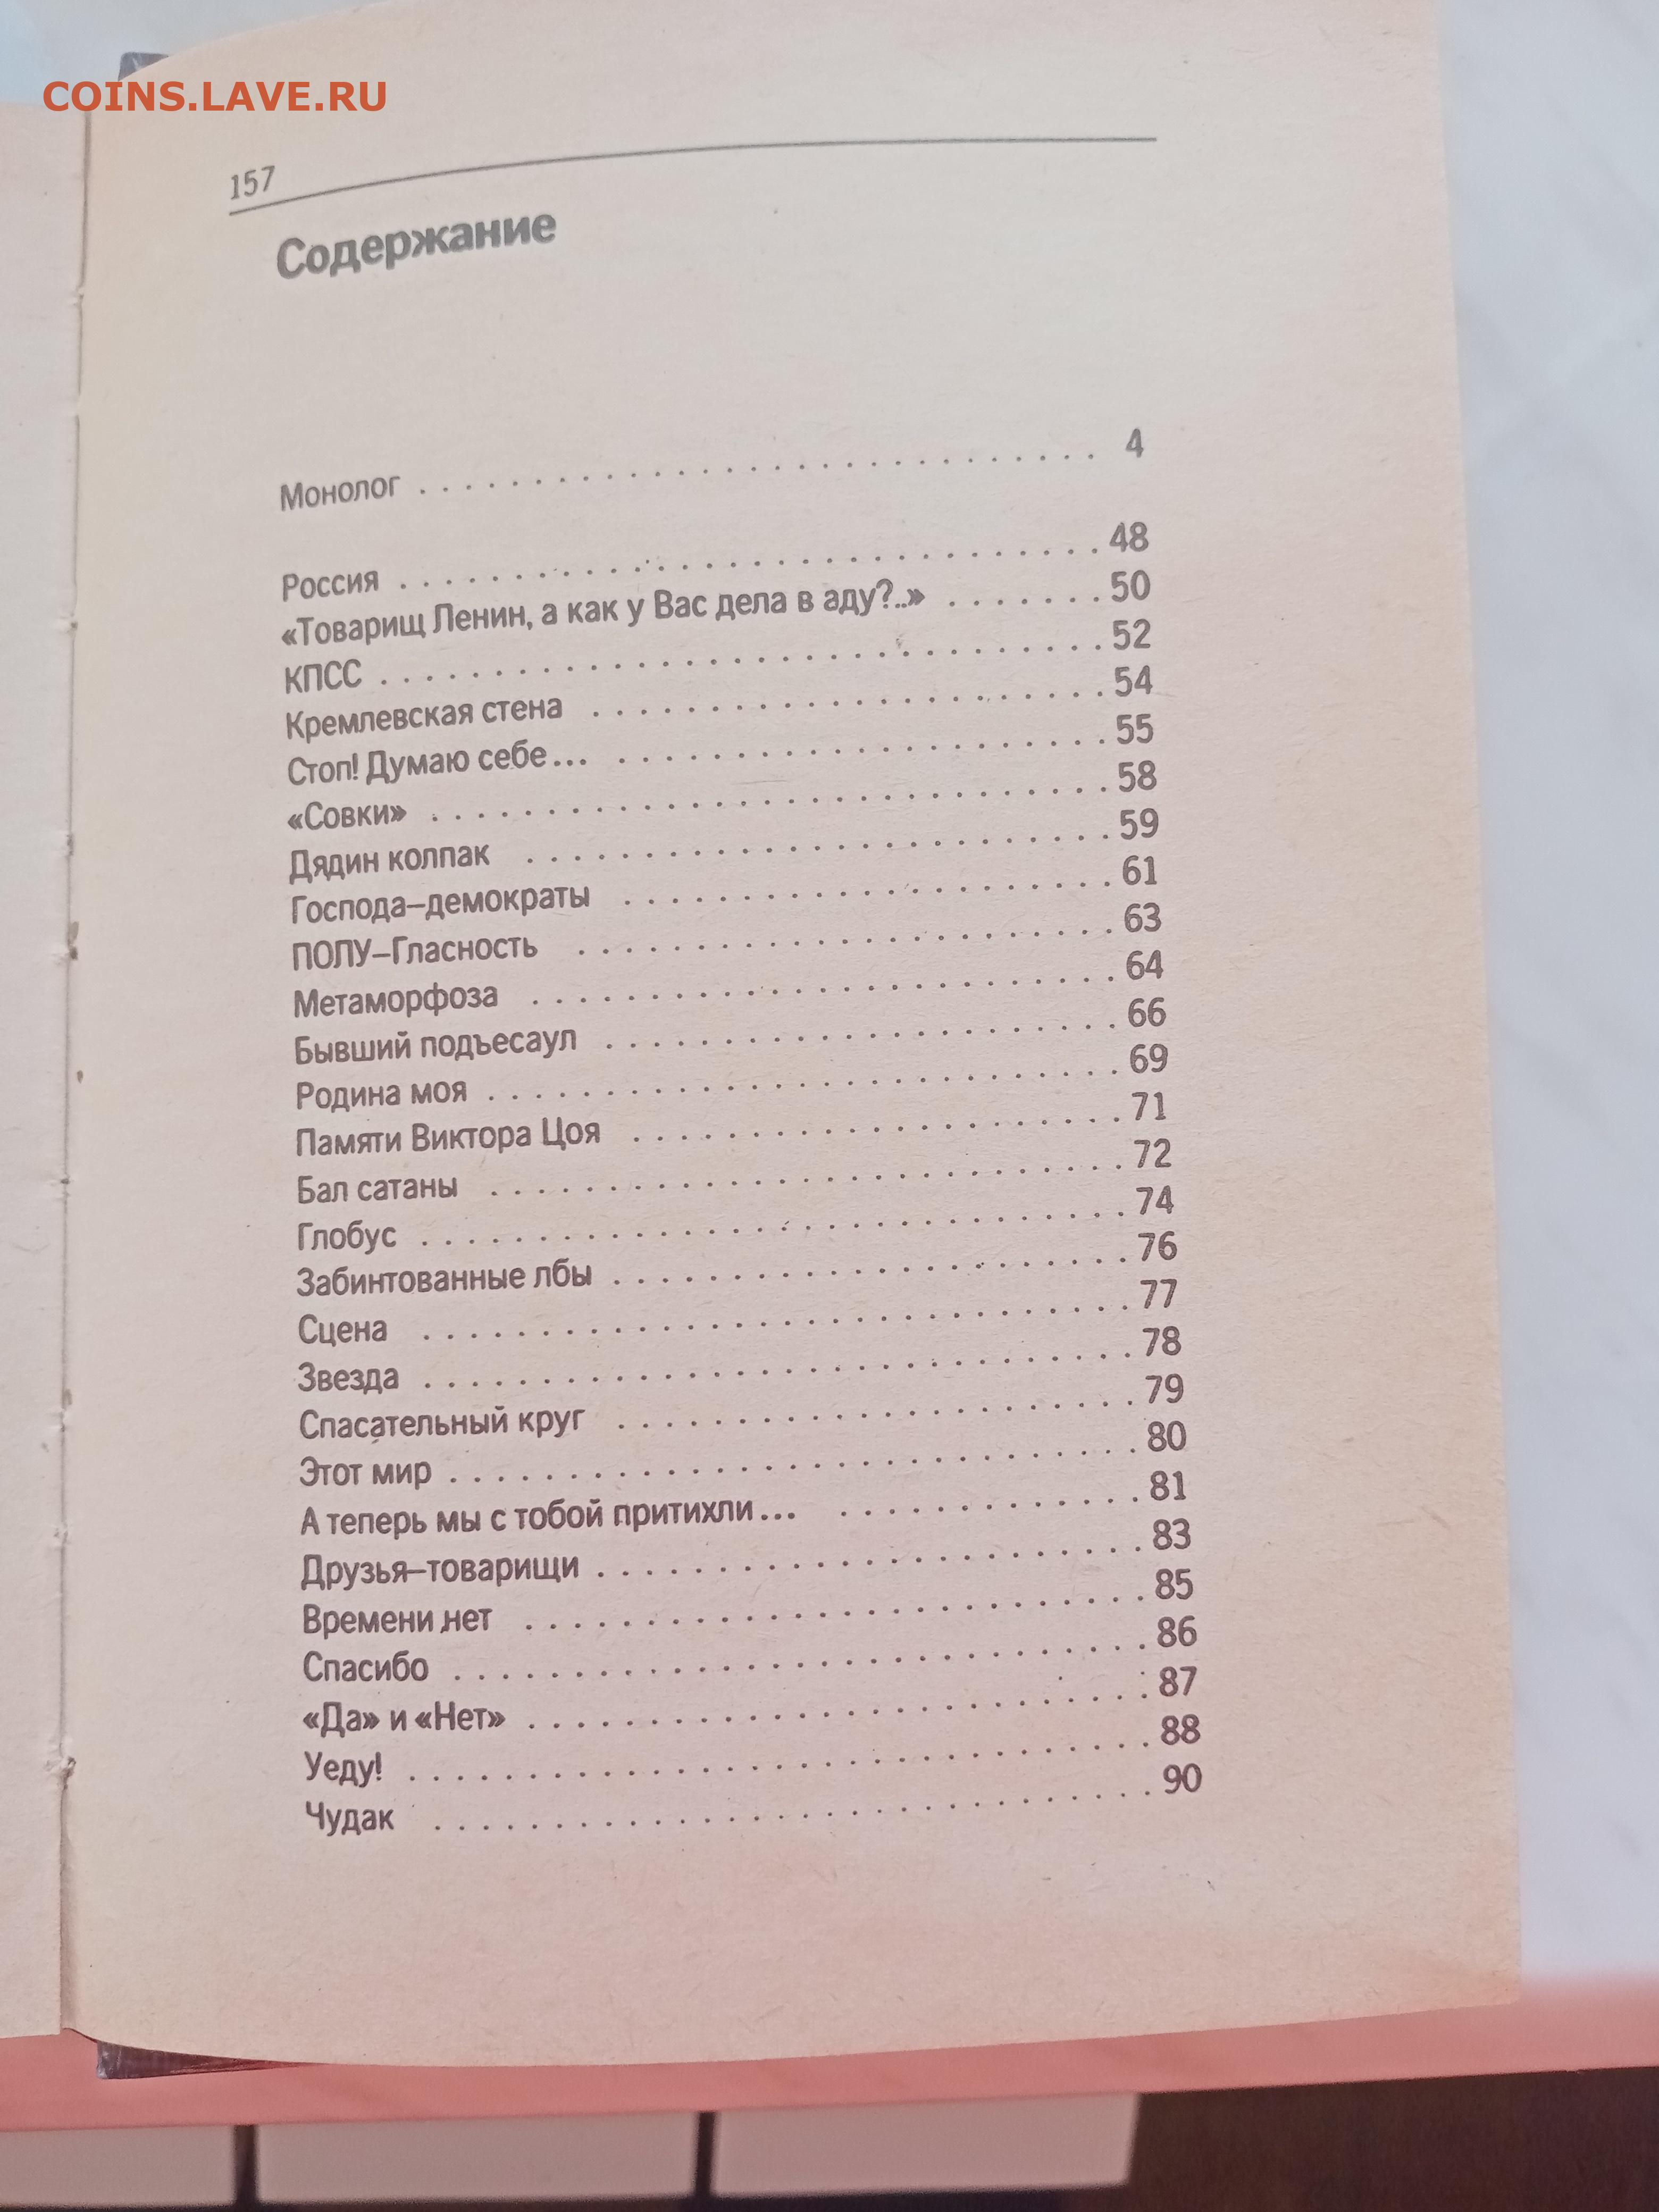 COINS.LAVE.RU
157
Содержание
Монолог . . . . . . . . . . . . . . . . . . . . . . . . . . . . . . 4
Россия . . . . . . . . . . . . . . . . . . . . . . . . . . . . . . 48
«Товарищ Ленин, а как у Вас дела в аду?..» . . . . . . . 50
КПСС . . . . . . . . . . . . . . . . . . . . . . . . . . . . . . . 52
Кремлевская стена . . . . . . . . . . . . . . . . . . . . . . 54
Стоп! Думаю себе... . . . . . . . . . . . . . . . . . . . . . 55
«Совки» . . . . . . . . . . . . . . . . . . . . . . . . . . . . . 58
Дядин колпак . . . . . . . . . . . . . . . . . . . . . . . . . 59
Господа–демократы . . . . . . . . . . . . . . . . . . . . . 61
ПОЛУ–Гласность . . . . . . . . . . . . . . . . . . . . . . . 63
Метаморфоза . . . . . . . . . . . . . . . . . . . . . . . . . 64
Бывший подъесаул . . . . . . . . . . . . . . . . . . . . . . 66
Родина моя . . . . . . . . . . . . . . . . . . . . . . . . . . . 69
Памяти Виктора Цоя . . . . . . . . . . . . . . . . . . . . . 71
Бал сатаны . . . . . . . . . . . . . . . . . . . . . . . . . . . 72
Глобус . . . . . . . . . . . . . . . . . . . . . . . . . . . . . . 74
Забинтованные лбы . . . . . . . . . . . . . . . . . . . . . . 76
Сцена . . . . . . . . . . . . . . . . . . . . . . . . . . . . . . 77
Звезда . . . . . . . . . . . . . . . . . . . . . . . . . . . . . . 78
Спасательный круг . . . . . . . . . . . . . . . . . . . . . . 79
Этот мир . . . . . . . . . . . . . . . . . . . . . . . . . . . . . 80
А теперь мы с тобой притихли... . . . . . . . . . . . . . 81
Друзья–товарищи . . . . . . . . . . . . . . . . . . . . . . . 83
Времени нет . . . . . . . . . . . . . . . . . . . . . . . . . . 85
Спасибо . . . . . . . . . . . . . . . . . . . . . . . . . . . . . 86
«Да» и «Нет» . . . . . . . . . . . . . . . . . . . . . . . . . . 87
Уеду! . . . . . . . . . . . . . . . . . . . . . . . . . . . . . . . 88
Чудак . . . . . . . . . . . . . . . . . . . . . . . . . . . . . . 90